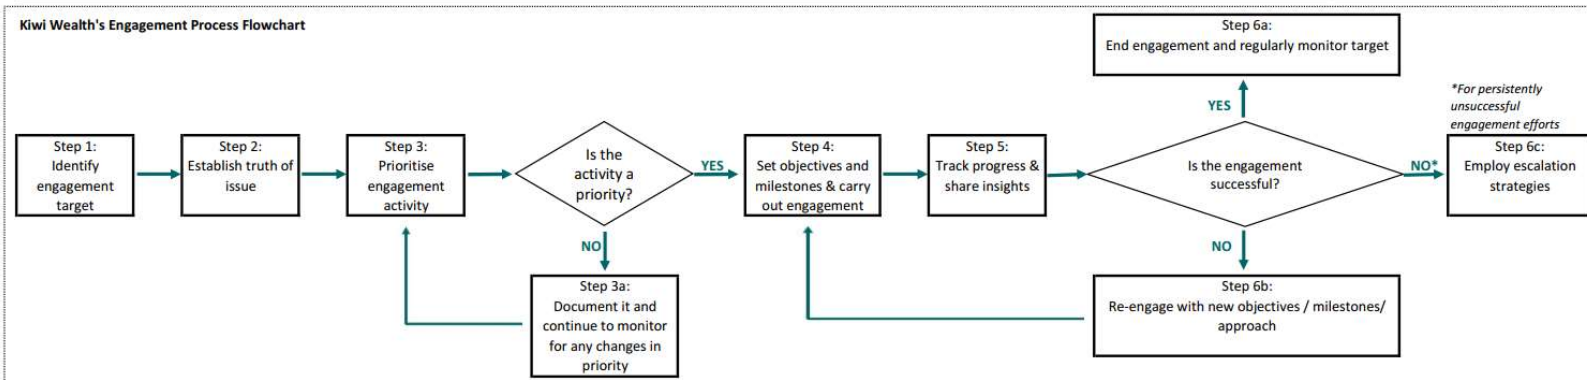 Kiwi Wealth's Engagement Process Flowchart
Step 1:
Identify
engagement
target
Step 2:
Establish truth of
issue
Step 3:
Prioritise
engagement
activity
Is the
activity a
priority?
YES
NO
Step 3a:
Document it and
continue to monitor
for any changes in
priority
Step 4:
Set objectives and
milestones & carry
out engagement
Step 5:
Track progress &
share insights
Is the engagement
successful?
YES
Step 6a:
End engagement and regularly monitor target
NO
Step 6b:
Re-engage with new objectives / milestones/
approach
NO*
*For persistently
unsuccessful
engagement efforts
Step 6c:
Employ escalation
strategies